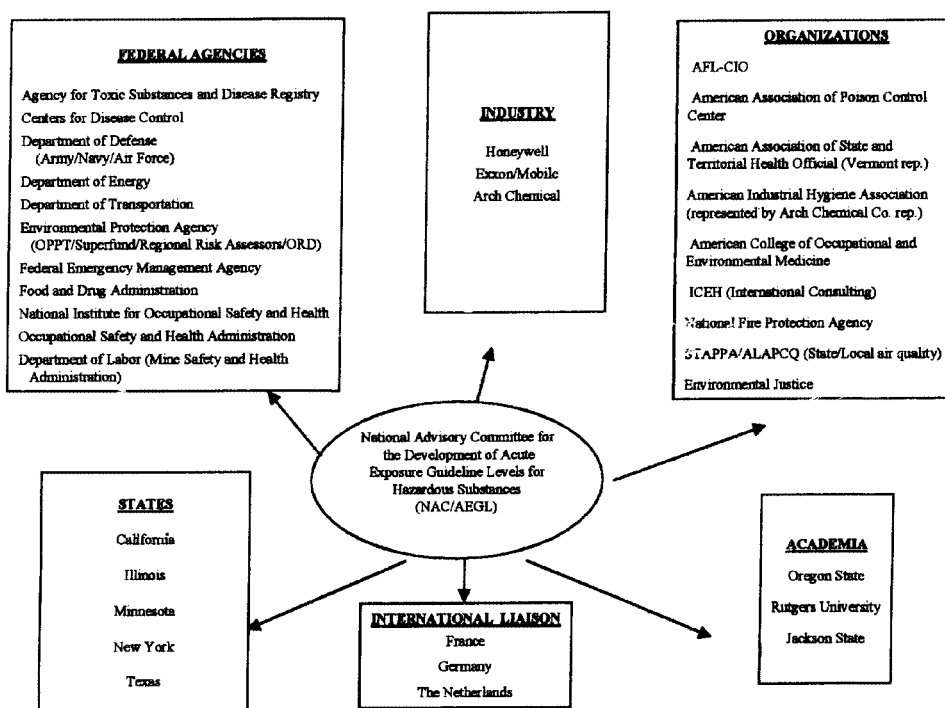 FEDERAL AGENCIES
Agency for Toxic Substances and Disease Registry
Centers for Disease Control
Department of Defense
(Army/Navy/Air Force)
Department of Energy
Department of Transportation
Environmental Protection Agency
(OPPT/Superfund/Regional Risk Assessors/ORD)
Federal Emergency Management Agency
Food and Drug Administration
National Institute for Occupational Safety and Health
Occupational Safety and Health Administration
Department of Labor (Mine Safety and Health
Administration)
INDUSTRY
Honeywell
Exxon/Mobile
Arch Chemical
ORGANIZATIONS
AFL-CIO
American Association of Poison Control
Center
American Association of State and
Territorial Health Official (Vermont rep.)
American Industrial Hygiene Association
(represented by Arch Chemical Co. rep.)
American College of Occupational and
Environmental Medicine
ICEH (International Consulting)
National Fire Protection Agency
STAPPA/ALAPCQ (State/Local air quality)
Environmental Justice
National Advisory Committee for
the Development of Acute
Exposure Guideline Levels for
Hazardous Substances
(NAC/AEGL)
STATES
California
Illinois
Minnesota
New York
Texas
INTERNATIONAL LIAISON
France
Germany
The Netherlands
ACADEMIA
Oregon State
Rutgers University
Jackson State